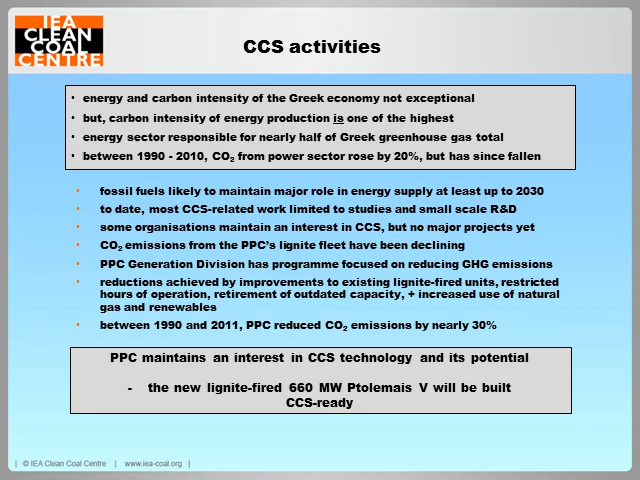 IEA
CLEAN
COAL
CENTRE
CCS activities
• energy and carbon intensity of the Greek economy not exceptional
• but, carbon intensity of energy production is one of the highest
• energy sector responsible for nearly half of Greek greenhouse gas total
• between 1990 - 2010, CO2 from power sector rose by 20%, but has since fallen
• fossil fuels likely to maintain major role in energy supply at least up to 2030
• to date, most CCS-related work limited to studies and small scale R&D
• some organisations maintain an interest in CCS, but no major projects yet
• CO2 emissions from the PPC's lignite fleet have been declining
• PPC Generation Division has programme focused on reducing GHG emissions
• reductions achieved by improvements to existing lignite-fired units, restricted
hours of operation, retirement of outdated capacity, + increased use of natural
gas and renewables
• between 1990 and 2011, PPC reduced CO2 emissions by nearly 30%
PPC maintains an interest in CCS technology and its potential
- the new lignite-fired 660 MW Ptolemais V will be built
CCS-ready
| © IEA Clean Coal Centre | www.iea-coal.org |